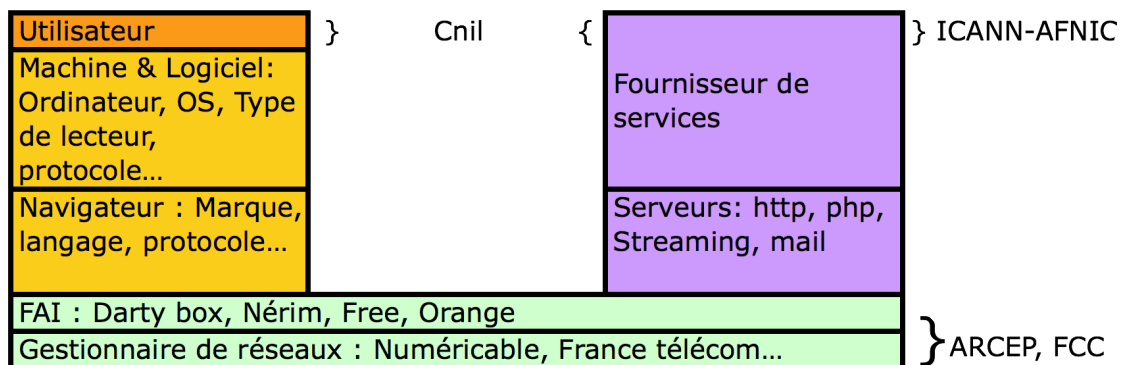 Utilisateur
} Cnil {
} ICANN-AFNIC
Machine & Logiciel:
Ordinateur, OS, Type
de lecteur,
protocole…
Fournisseur de
services
Navigateur : Marque,
langage, protocole…
Serveurs: http, php,
Streaming, mail
FAI : Darty box, Nérim, Free, Orange
Gestionnaire de réseaux : Numéricable, France télécom…
} ARCEP, FCC